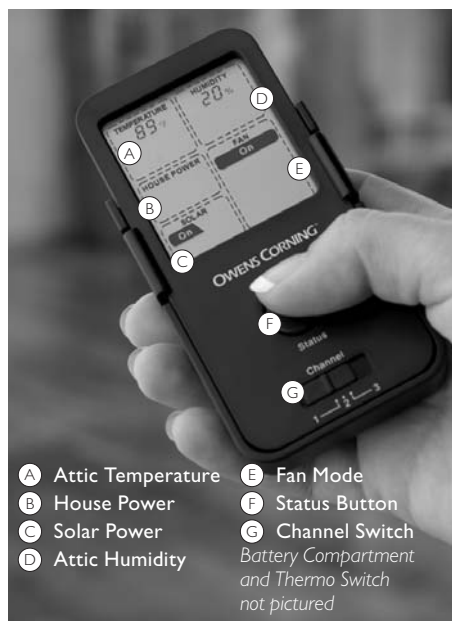 TEMPERATURE
89°F
HUMIDITY
20%
D
A
FAN
On
HOUSE POWER
E
B
SOLAR
On
C
OWENS CORNING™
F
Status
Channel
G
1 2 3
A Attic Temperature
B House Power
C Solar Power
D Attic Humidity
E Fan Mode
F Status Button
G Channel Switch
Battery Compartment
and Thermo Switch
not pictured